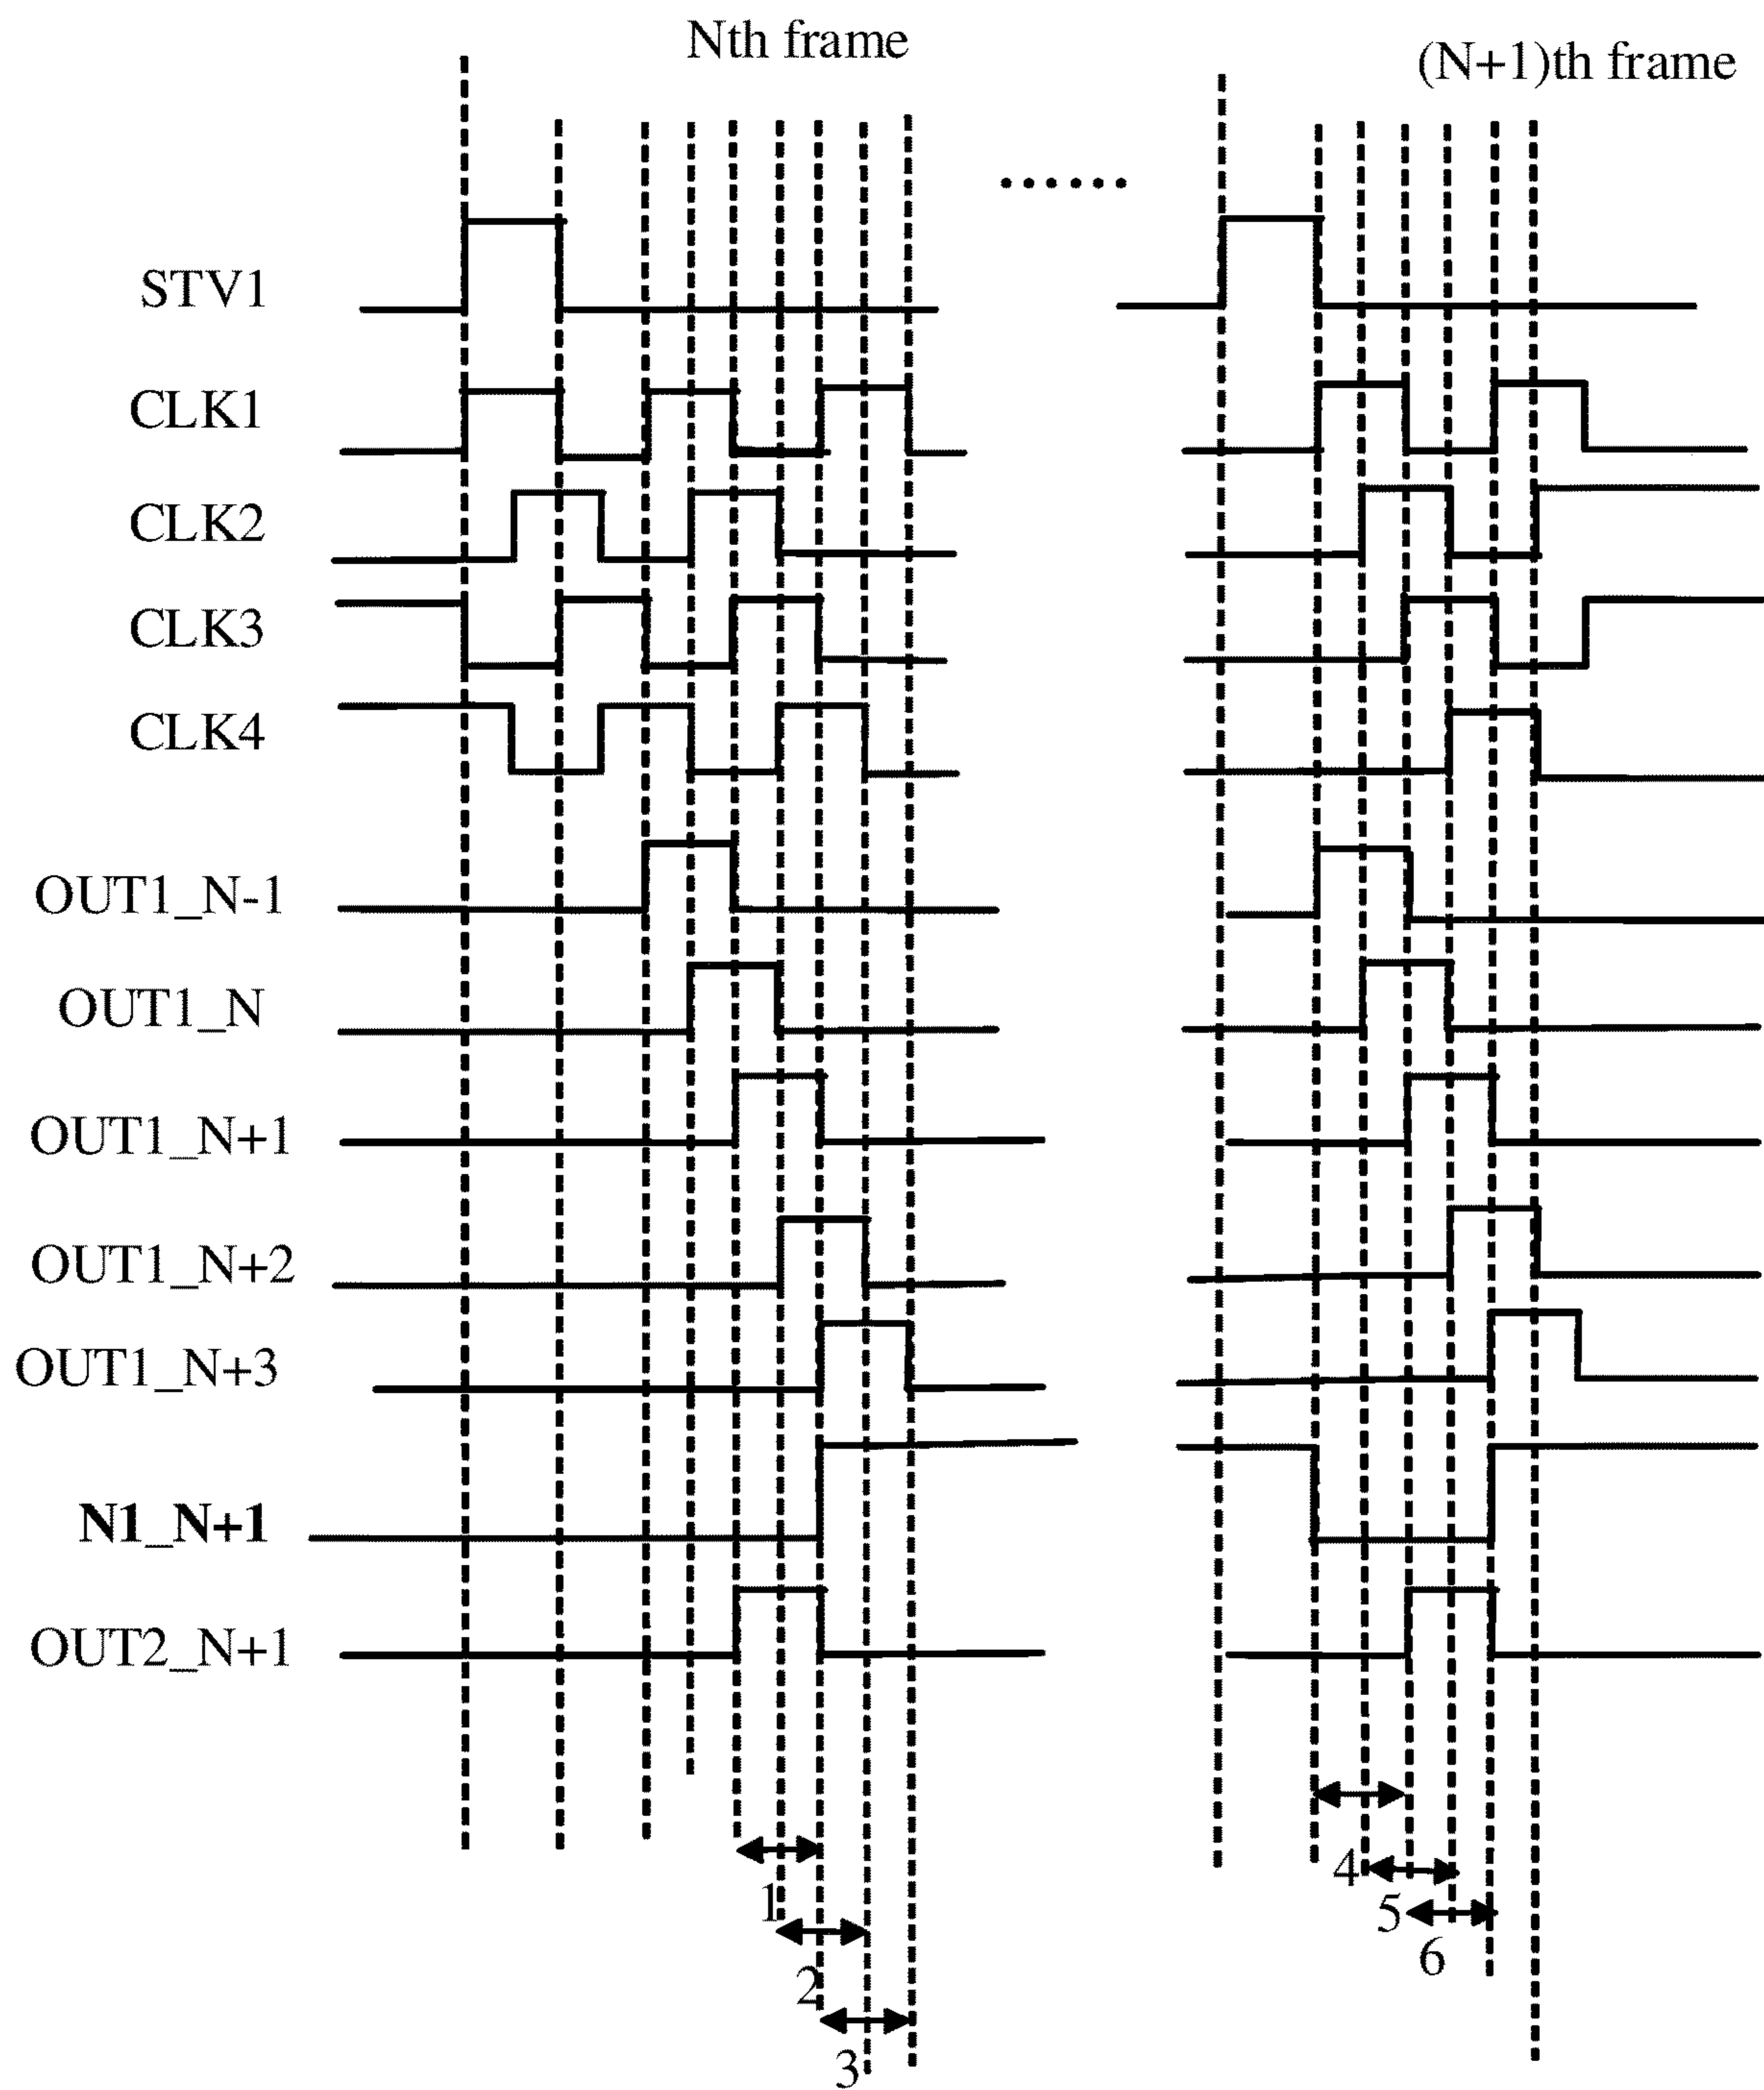 Nth frame
(N+1)th frame
......
STV1
CLK1
CLK2
CLK3
CLK4
OUT1_N-1
OUT1_N
OUT1_N+1
OUT1_N+2
OUT1_N+3
N1_N+1
OUT2_N+1
1
2
3
4
5
6